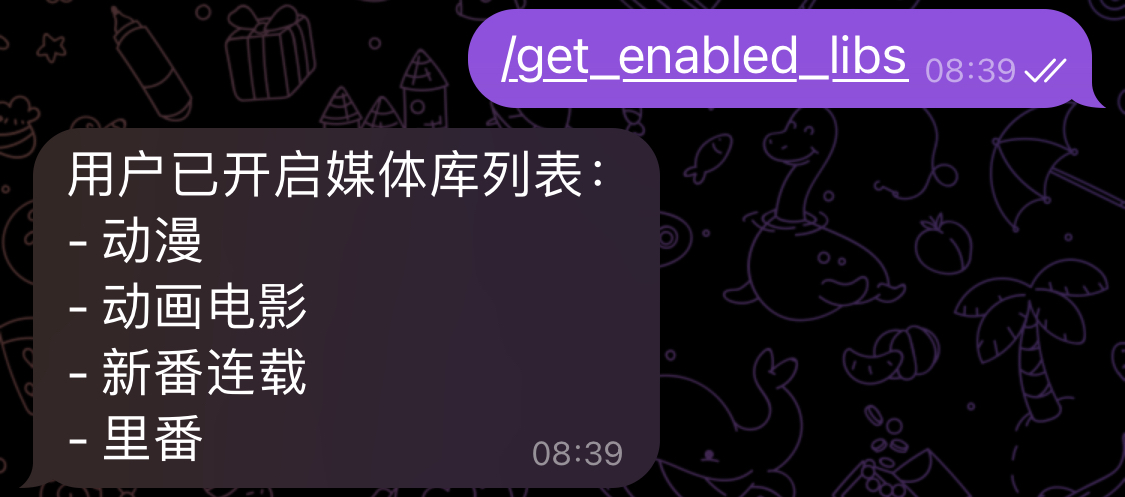 /get_enabled_libs 08:39
用户已开启媒体库列表：
- 动漫
- 动画电影
- 新番连载
- 里番
08:39